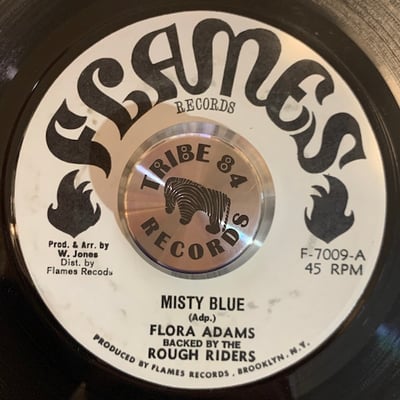 FLAMES
RECORDS
TRIBE 84
RECORDS
Prod. & Arr. by
W. Jones
Dist. by
Flames Records
F-7009-A
45 RPM
MISTY BLUE
(Adp.)
FLORA ADAMS
BACKED BY THE
ROUGH RIDERS
PRODUCED BY FLAMES RECORDS, BROOKLYN, N.Y.